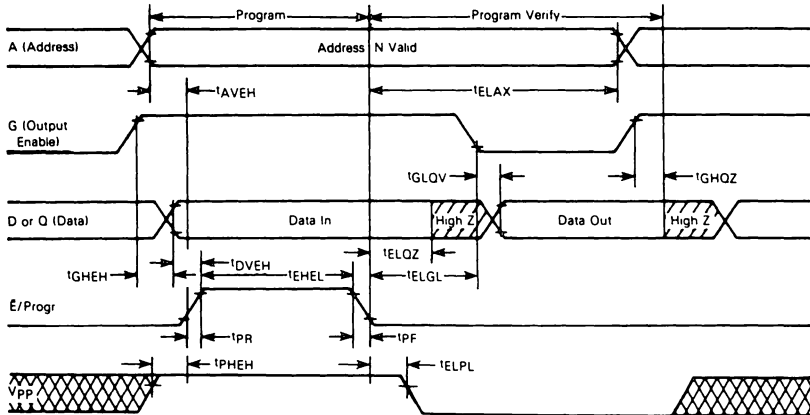 Program
Program Verify
A (Address)
Address N Valid
tAVEH
tELAX
G (Output
Enable)
tGLQV
tGHQZ
D or Q (Data)
Data In
High Z
Data Out
High Z
tELQZ
tGHEH
tDVEH
tEHEL
tELGL
Ē/Progr
tPR
tPF
tPHEH
tELPL
VPP